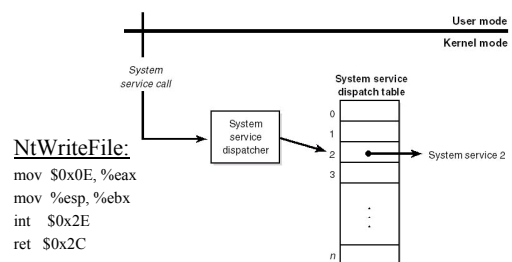 User mode
Kernel mode
System
service call
System service
dispatch table
System
service
dispatcher
0
1
2
3
n
System service 2
NtWriteFile:
mov $0x0E, %eax
mov %esp, %ebx
int $0x2E
ret $0x2C